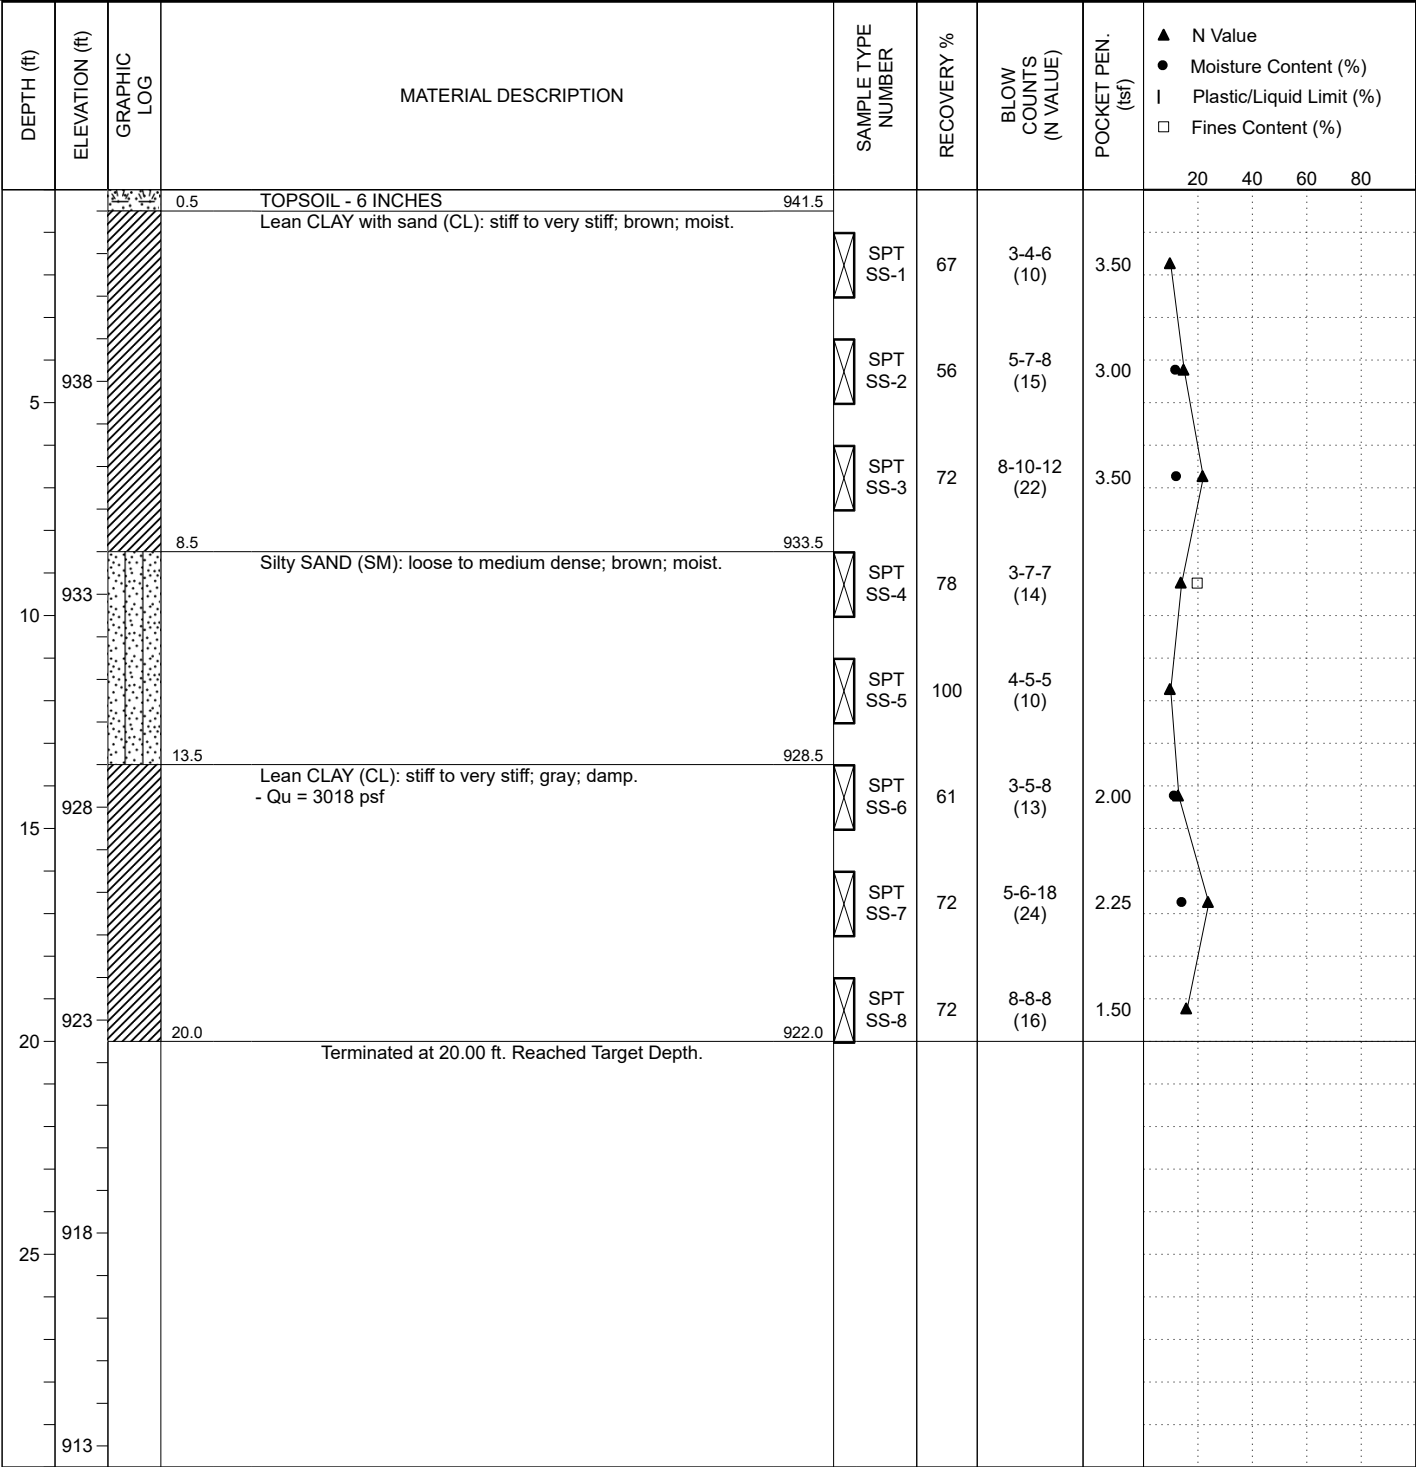 DEPTH (ft)
ELEVATION (ft)
GRAPHIC
LOG
MATERIAL DESCRIPTION
SAMPLE TYPE
NUMBER
RECOVERY %
BLOW
COUNTS
(N VALUE)
POCKET PEN.
(tsf)
N Value
Moisture Content (%)
Plastic/Liquid Limit (%)
Fines Content (%)
20 40 60 80
0.5 TOPSOIL - 6 INCHES 941.5
Lean CLAY with sand (CL): stiff to very stiff; brown; moist.
SPT
SS-1
67
3-4-6
(10)
3.50
938
5
SPT
SS-2
56
5-7-8
(15)
3.00
SPT
SS-3
72
8-10-12
(22)
3.50
8.5 933.5
Silty SAND (SM): loose to medium dense; brown; moist.
933
10
SPT
SS-4
78
3-7-7
(14)
SPT
SS-5
100
4-5-5
(10)
13.5 928.5
Lean CLAY (CL): stiff to very stiff; gray; damp.
- Qu = 3018 psf
928
15
SPT
SS-6
61
3-5-8
(13)
2.00
SPT
SS-7
72
5-6-18
(24)
2.25
SPT
SS-8
72
8-8-8
(16)
1.50
923
20.0 922.0
20
Terminated at 20.00 ft. Reached Target Depth.
918
25
913